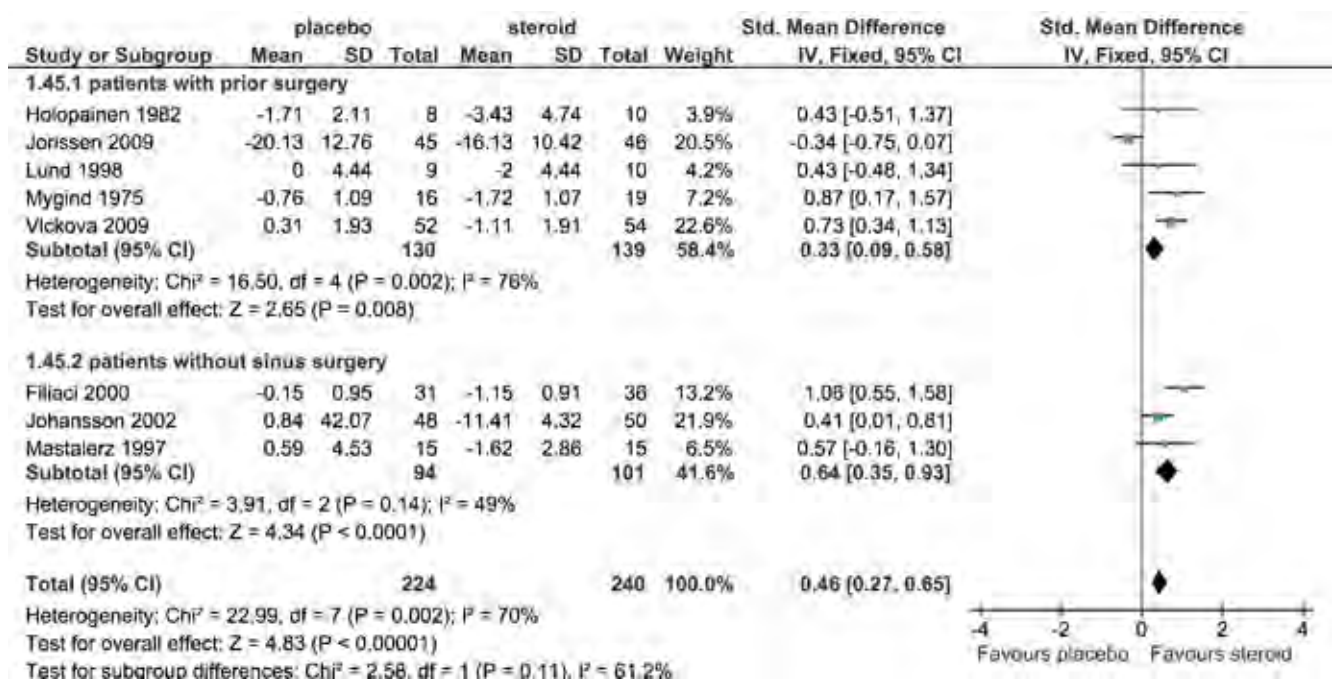 placebo steroid Std. Mean Difference Std. Mean Difference
Study or Subgroup Mean SD Total Mean SD Total Weight IV, Fixed, 95% CI IV, Fixed, 95% CI
1.45.1 patients with prior surgery
Holopainen 1982 -1.71 2.11 8 -3.43 4.74 10 3.9% 0.43 [-0.51, 1.37]
Jorissen 2009 -20.13 12.76 45 -16.13 10.42 46 20.5% -0.34 [-0.75, 0.07]
Lund 1998 0 4.44 9 -2 4.44 10 4.2% 0.43 [-0.48, 1.34]
Mygind 1975 -0.76 1.09 16 -1.72 1.07 19 7.2% 0.87 [0.17, 1.57]
Vlckova 2009 0.31 1.93 52 -1.11 1.91 54 22.6% 0.73 [0.34, 1.13]
Subtotal (95% CI) 130 139 58.4% 0.33 [0.09, 0.58]
Heterogeneity: Chi² = 16.50, df = 4 (P = 0.002); I² = 76%
Test for overall effect: Z = 2.65 (P = 0.008)
1.45.2 patients without sinus surgery
Filiaci 2000 -0.15 0.95 31 -1.15 0.91 36 13.2% 1.06 [0.55, 1.58]
Johansson 2002 0.84 42.07 48 -11.41 4.32 50 21.9% 0.41 [0.01, 0.81]
Mastalerz 1997 0.59 4.53 15 -1.62 2.86 15 6.5% 0.57 [-0.16, 1.30]
Subtotal (95% CI) 94 101 41.6% 0.64 [0.35, 0.93]
Heterogeneity: Chi² = 3.91, df = 2 (P = 0.14); I² = 49%
Test for overall effect: Z = 4.34 (P < 0.0001)
Total (95% CI) 224 240 100.0% 0.46 [0.27, 0.65]
Heterogeneity: Chi² = 22.99, df = 7 (P = 0.002); I² = 70%
Test for overall effect: Z = 4.83 (P < 0.00001)
Test for subgroup differences: Chi² = 2.58, df = 1 (P = 0.11), I² = 61.2%
-4 -2 0 2 4
Favours placebo Favours steroid